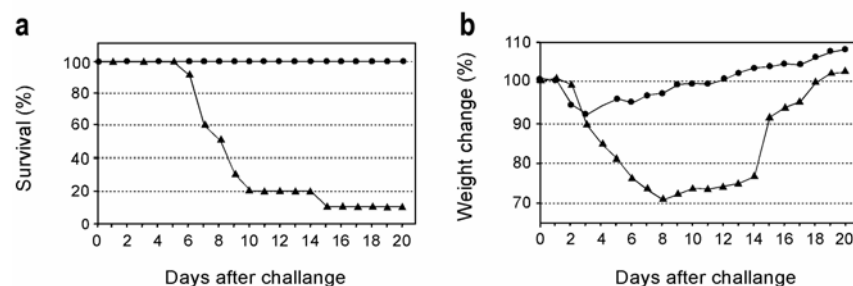 a
Survival (%)
100
80
60
40
20
0
0 2 4 6 8 10 12 14 16 18 20
Days after challange
b
Weight change (%)
110
100
90
80
70
0 2 4 6 8 10 12 14 16 18 20
Days after challange